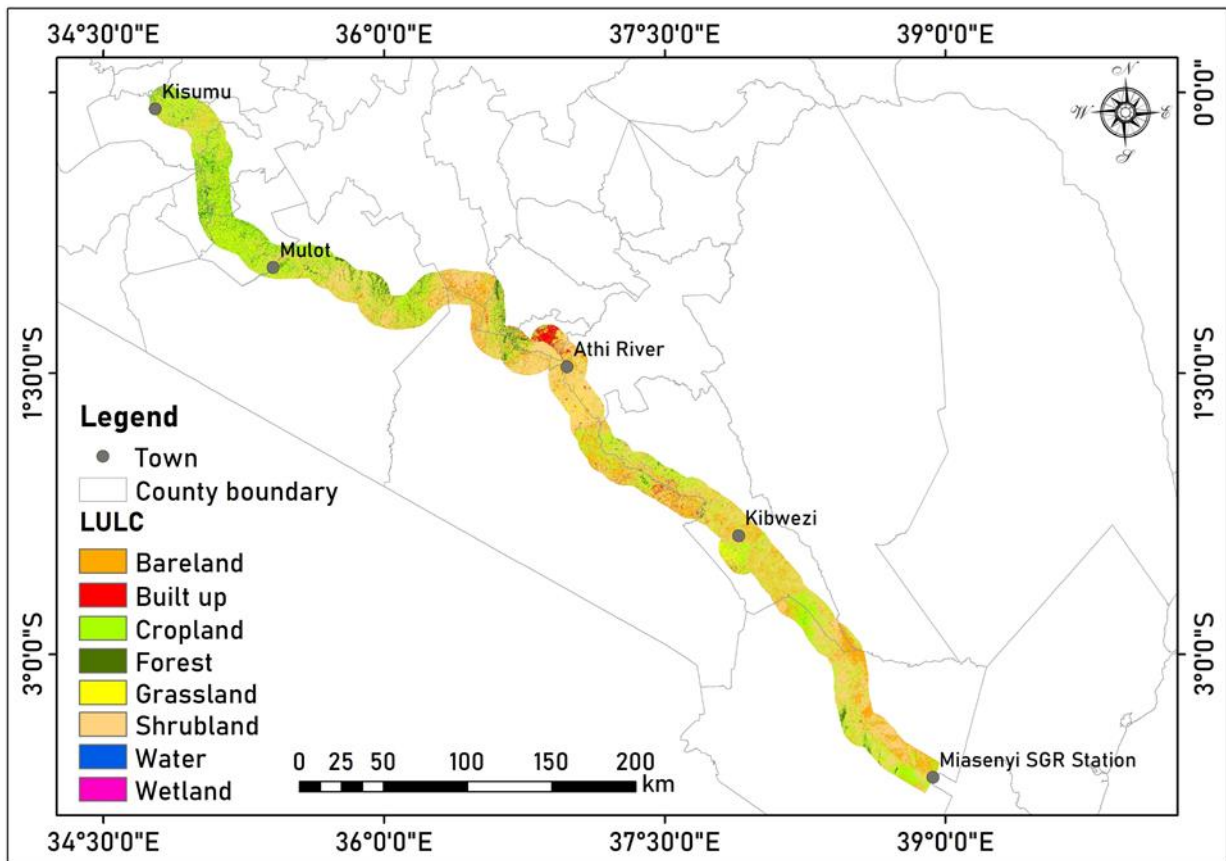 34°30'0"E 36°0'0"E 37°30'0"E 39°0'0"E
N
W E
S
0°0'0"
Kisumu
Mulot
Athi River
1°30'0"S 1°30'0"S
Legend
Town
County boundary
LULC
Bareland
Built up
Cropland
Forest
Grassland
Shrubland
Water
Wetland
Kibwezi
3°0'0"S 3°0'0"S
Miasenyi SGR Station
0 25 50 100 150 200
km
34°30'0"E 36°0'0"E 37°30'0"E 39°0'0"E